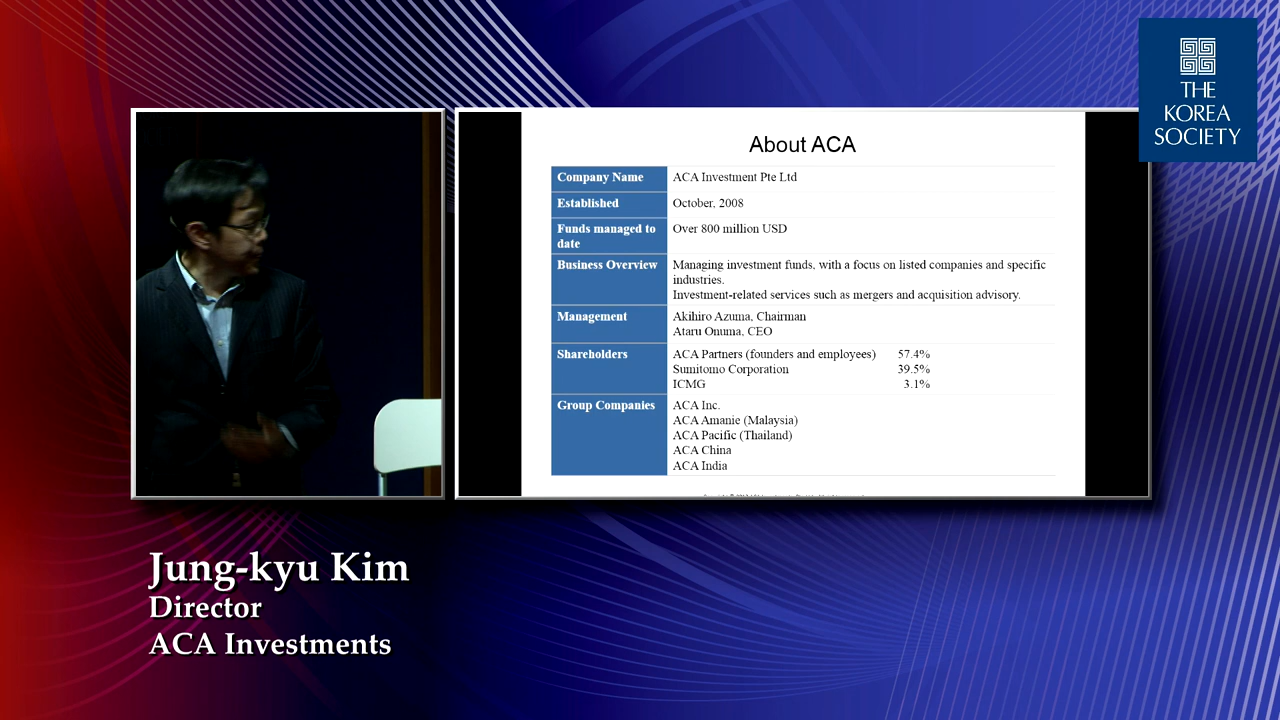 THE
KOREA
SOCIETY
About ACA
Company Name ACA Investment Pte Ltd
Established October, 2008
Funds managed to date Over 800 million USD
Business Overview Managing investment funds, with a focus on listed companies and specific
industries.
Investment-related services such as mergers and acquisition advisory.
Management Akihiro Azuma, Chairman
Ataru Onuma, CEO
Shareholders ACA Partners (founders and employees) 57.4%
Sumitomo Corporation 39.5%
ICMG 3.1%
Group Companies ACA Inc.
ACA Amanie (Malaysia)
ACA Pacific (Thailand)
ACA China
ACA India
Jung-kyu Kim
Director
ACA Investments